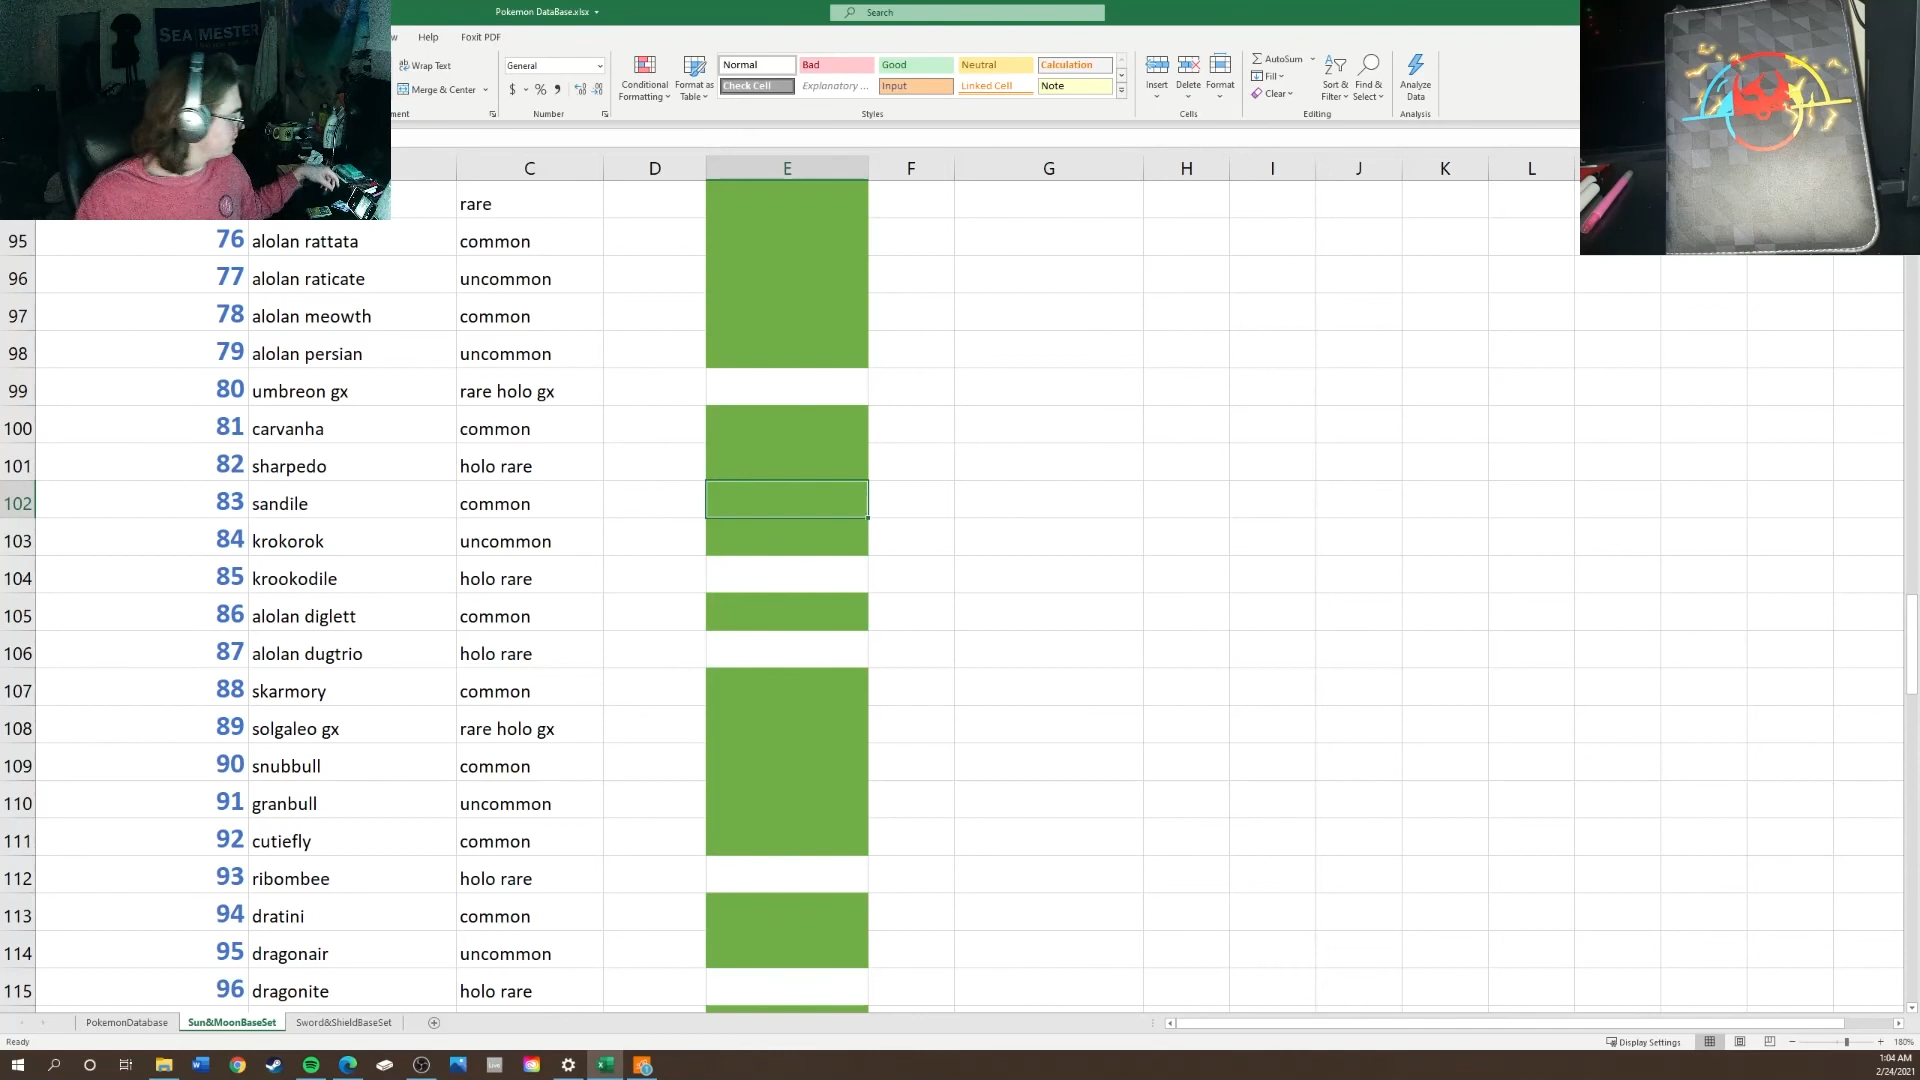 SEA MESTER
Pokemon DataBase.xlsx
Search
w Help Foxit PDF
ab Wrap Text
Merge & Center
General
$ % 9
Conditional Formatting
Format as Table
Normal Bad Good Neutral Calculation
Check Cell Explanatory ... Input Linked Cell Note
Insert Delete Format
AutoSum
Fill
Clear
Sort & Filter
Find & Select
Analyze Data
ment Number Styles Cells Editing Analysis
C D E F G H I J K L
rare
95 76 alolan rattata common
96 77 alolan raticate uncommon
97 78 alolan meowth common
98 79 alolan persian uncommon
99 80 umbreon gx rare holo gx
100 81 carvanha common
101 82 sharpedo holo rare
102 83 sandile common
103 84 krokorok uncommon
104 85 krookodile holo rare
105 86 alolan diglett common
106 87 alolan dugtrio holo rare
107 88 skarmory common
108 89 solgaleo gx rare holo gx
109 90 snubbull common
110 91 granbull uncommon
111 92 cutiefly common
112 93 ribombee holo rare
113 94 dratini common
114 95 dragonair uncommon
115 96 dragonite holo rare
PokemonDatabase Sun&MoonBaseSet Sword&ShieldBaseSet
Ready
Display Settings
180%
1:04 AM
2/24/2021